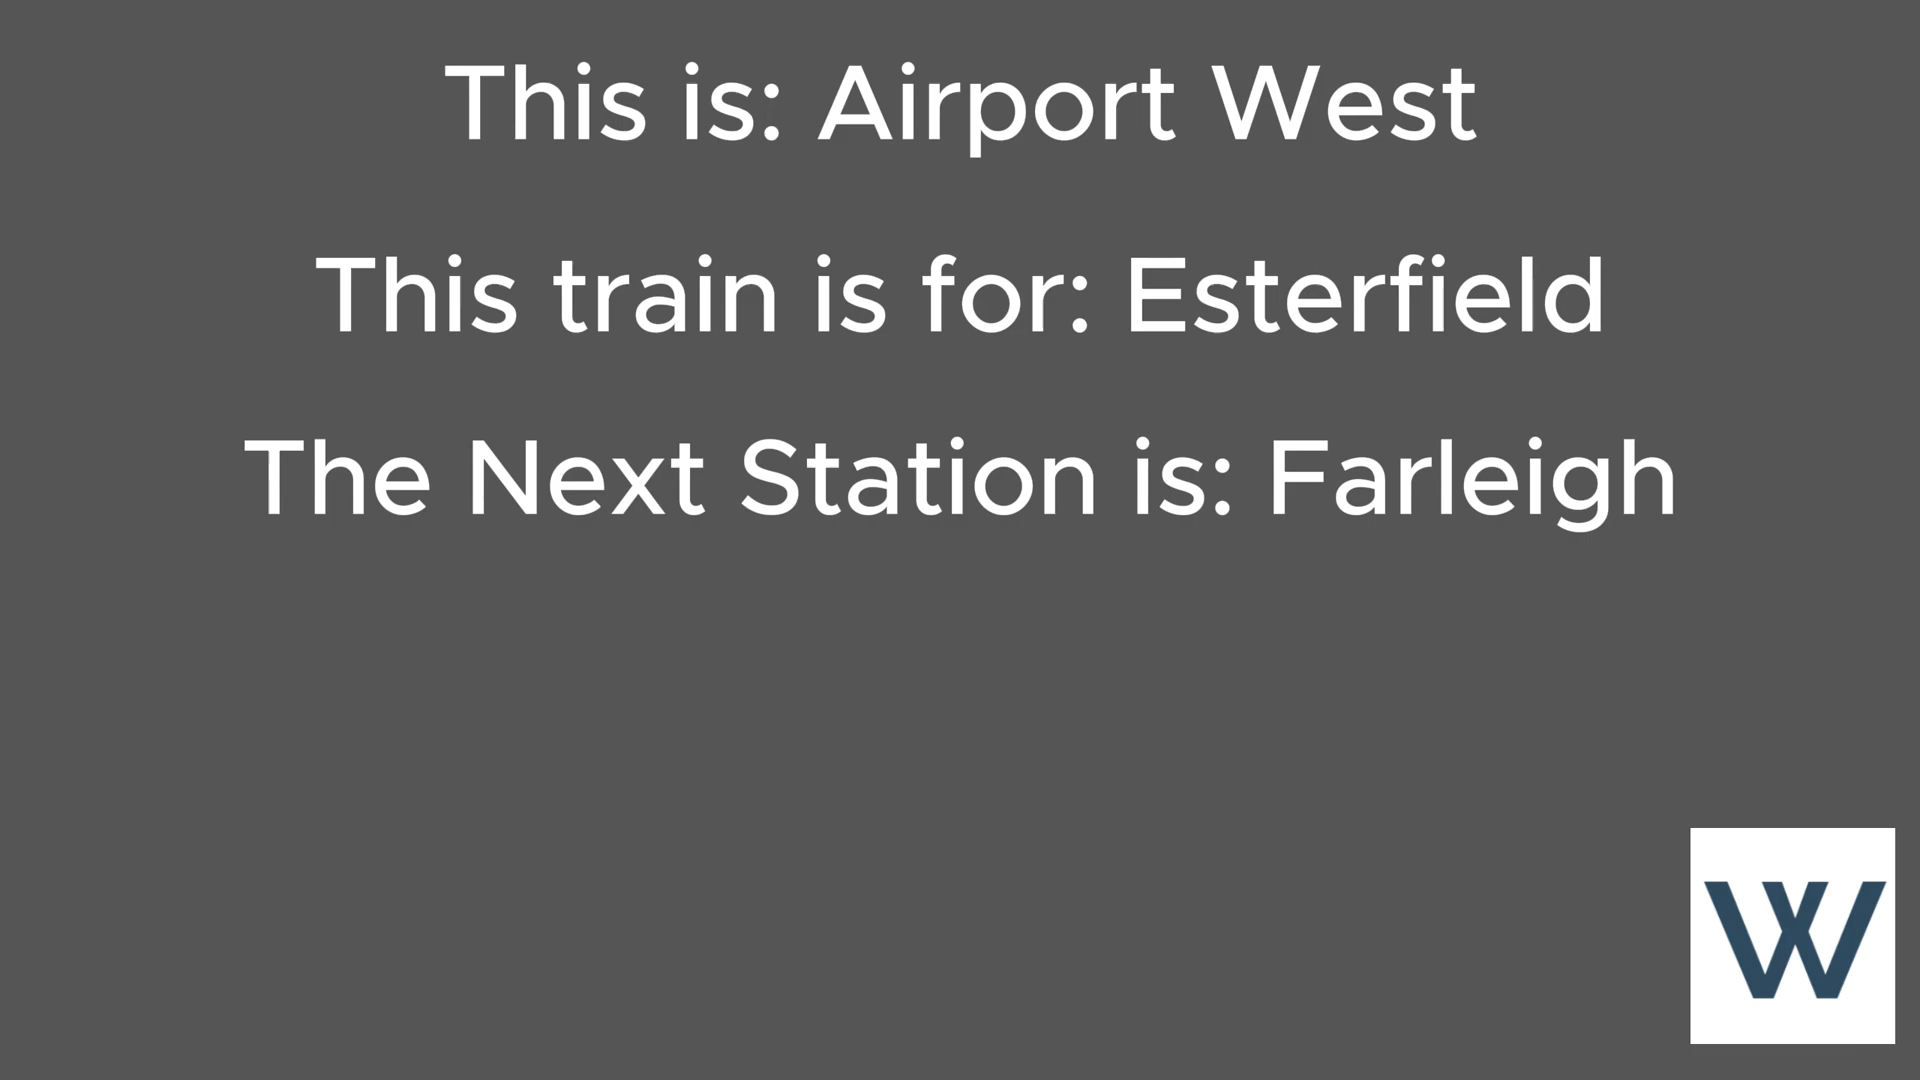 This is: Airport West
This train is for: Esterfield
The Next Station is: Farleigh
W